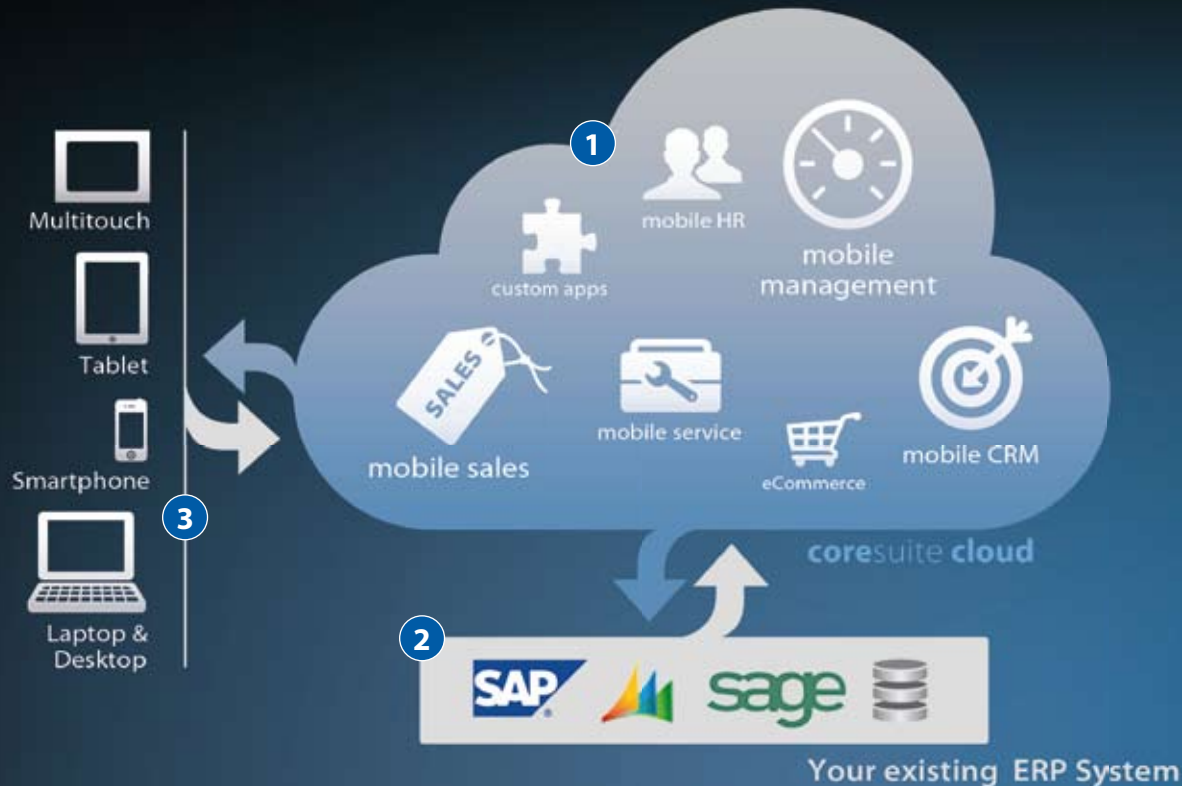 Multitouch
Tablet
Smartphone
3
Laptop &
Desktop
1
mobile HR
custom apps
mobile
management
SALES
mobile sales
mobile service
eCommerce
mobile CRM
coresuite cloud
2
SAP
sage
Your existing ERP System